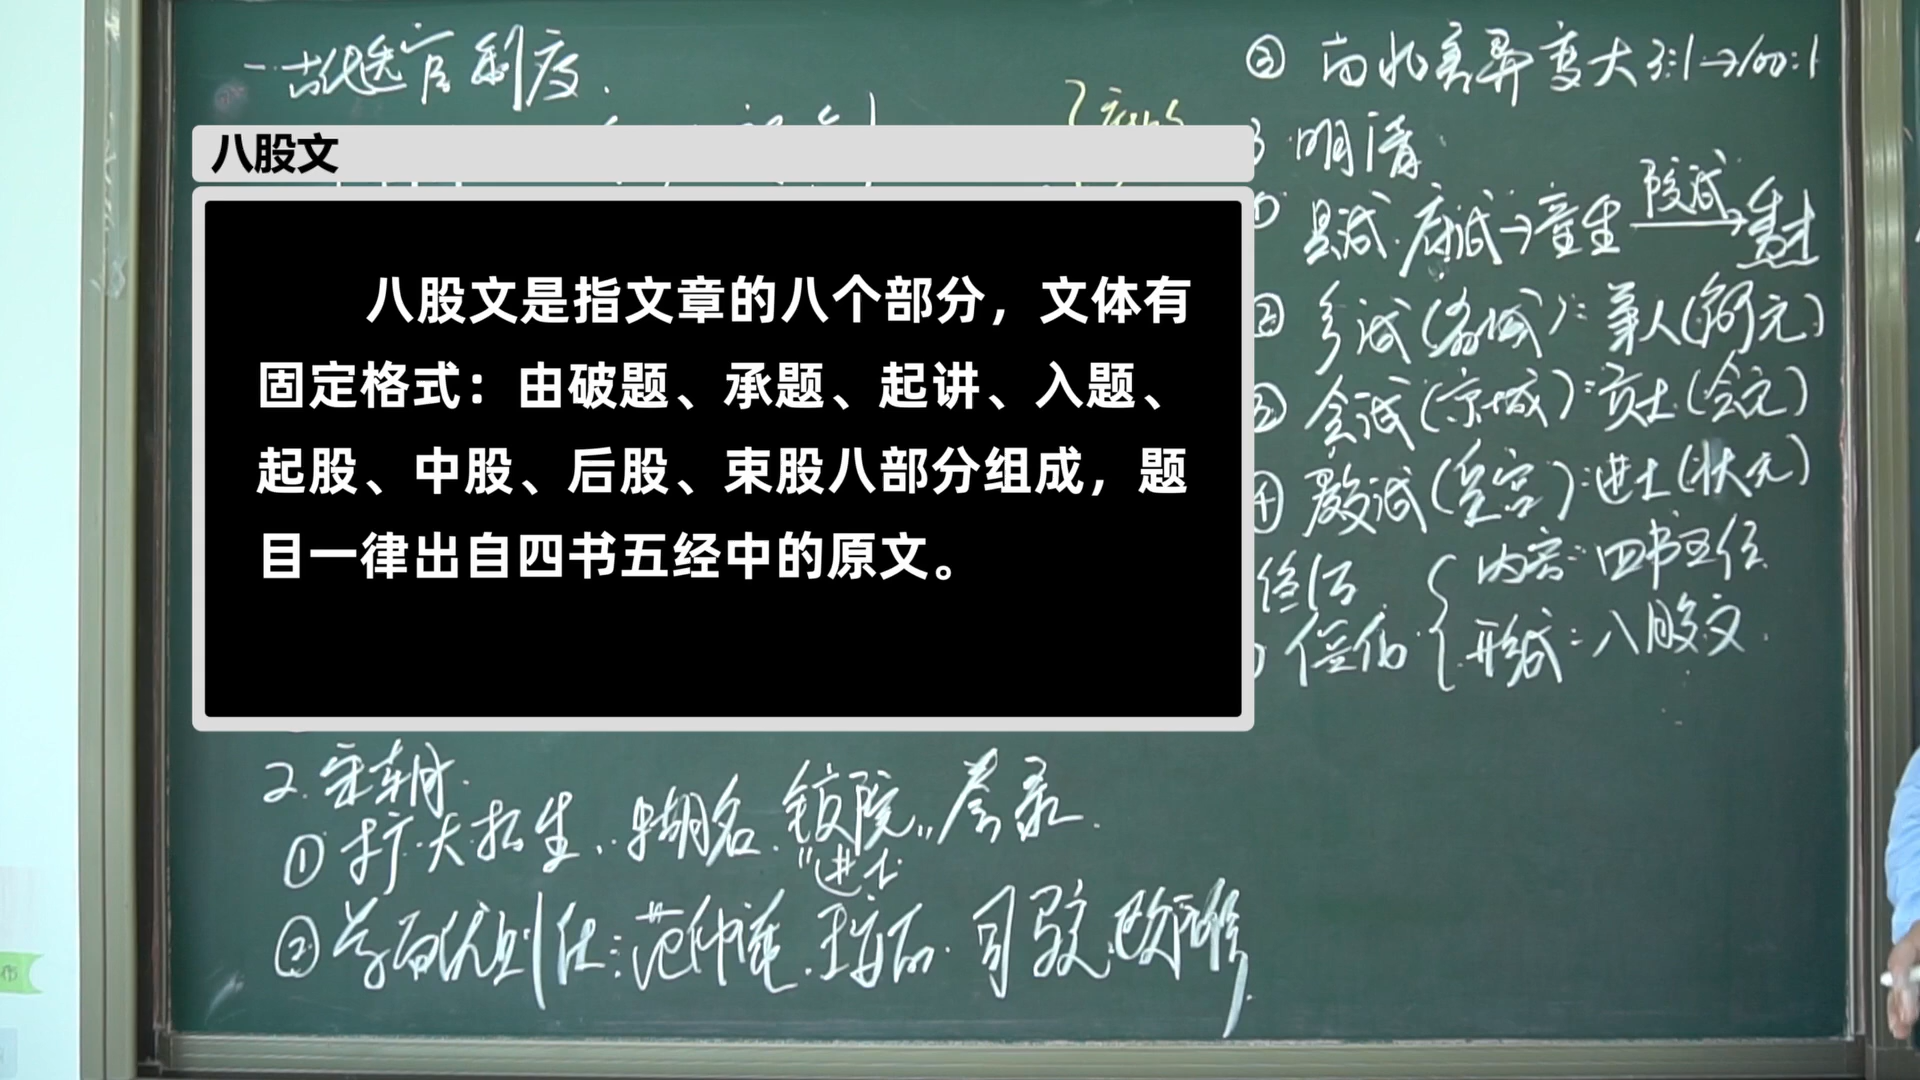 一.古代选官制度.
八股文
八股文是指文章的八个部分，文体有
固定格式：由破题、承题、起讲、入题、
起股、中股、后股、束股八部分组成，题
目一律出自四书五经中的原文。
2.宋朝.
①扩大招生..糊名.锁院..誊录.
"进士
②学而优则仕:范仲淹.王安石.司马光.欧阳修.
② 南北差异变大3:1→100:1
3.明清.
县试.府试→童生 院试 秀才
② 乡试(省城):举人(解元)
③ 会试(京城):贡士(会元)
④ 殿试(皇宫):进士(状元)
内容:四书五经
形式:八股文.